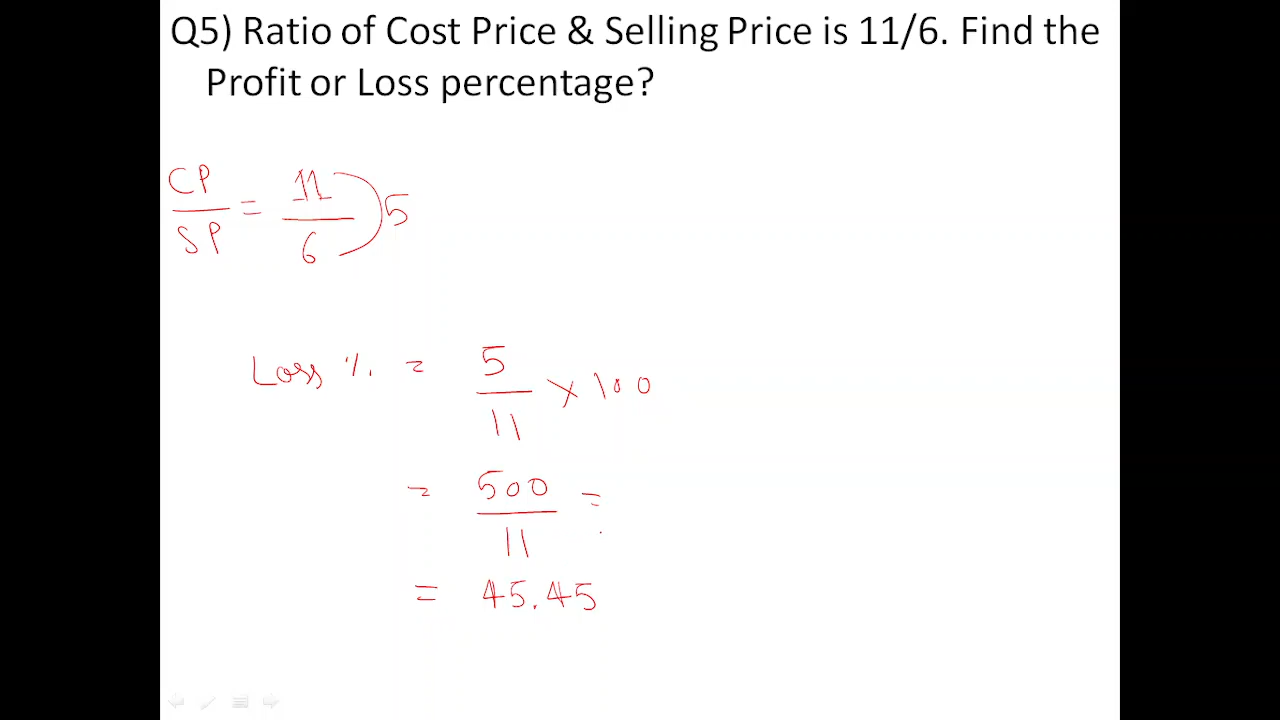 Q5) Ratio of Cost Price & Selling Price is 11/6. Find the
Profit or Loss percentage?
CP/SP = 11/6 ) 5
Loss % = 5/11 × 100
= 500/11 =
= 45.45